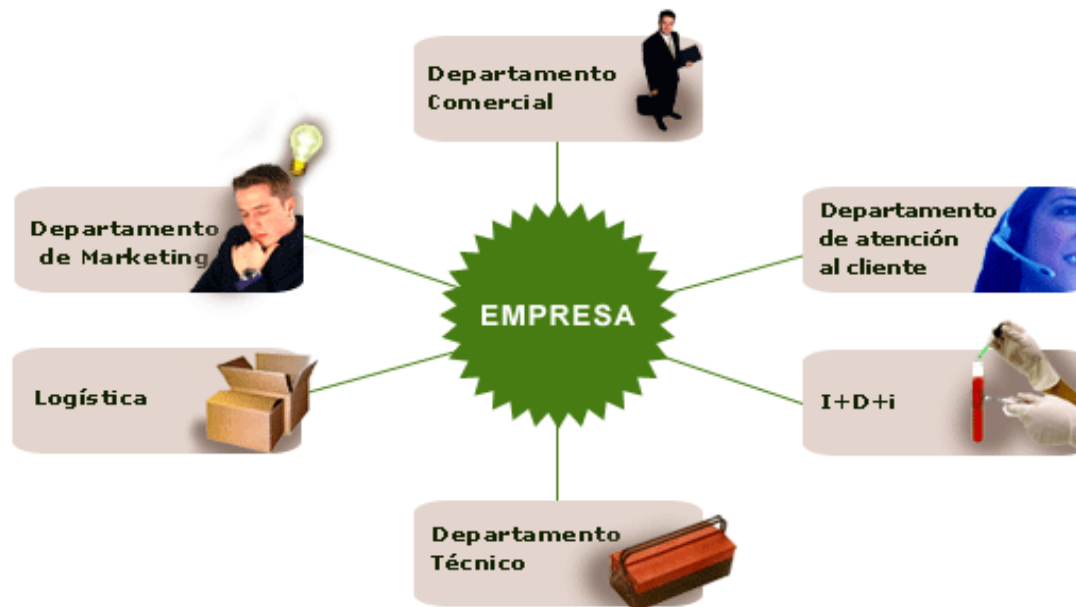 Departamento
Comercial
Departamento
de Marketing
Departamento
de atención
al cliente
EMPRESA
Logística
I+D+i
Departamento
Técnico